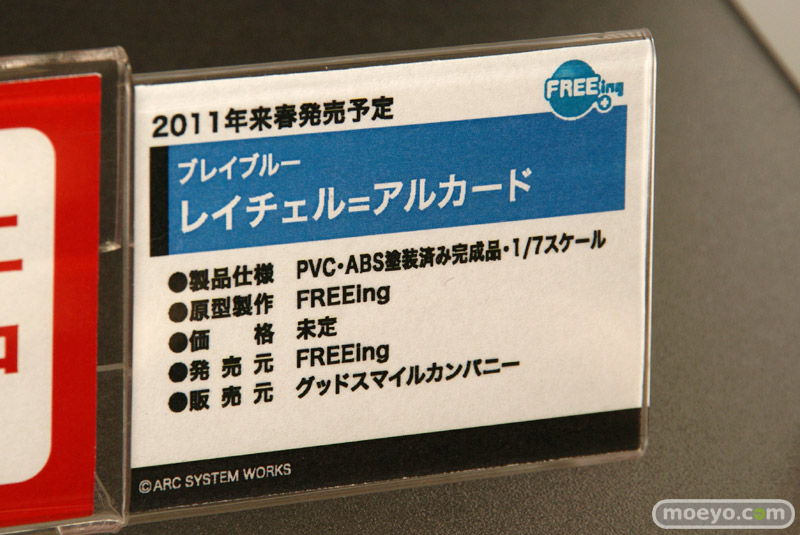 FREEing
2011年来春発売予定
ブレイブルー
レイチェル=アルカード
●製品仕様 PVC・ABS塗装済み完成品・1/7スケール
●原型製作 FREEing
●価格 未定
●発売元 FREEing
●販売元 グッドスマイルカンパニー
©ARC SYSTEM WORKS
moeyo.com